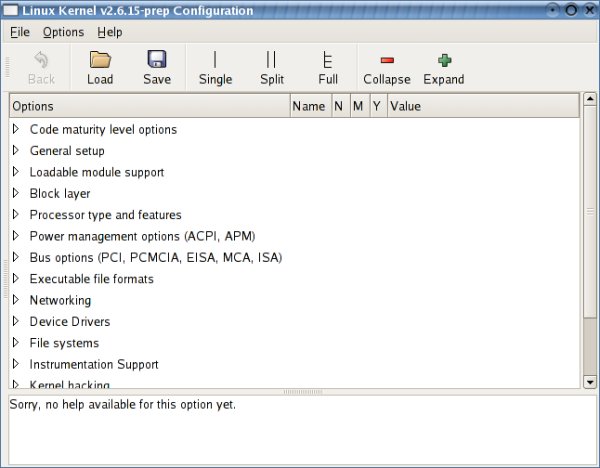 Linux Kernel v2.6.15-prep Configuration
File Options Help
Back Load Save Single Split Full Collapse Expand
Options Name N M Y Value
Code maturity level options
General setup
Loadable module support
Block layer
Processor type and features
Power management options (ACPI, APM)
Bus options (PCI, PCMCIA, EISA, MCA, ISA)
Executable file formats
Networking
Device Drivers
File systems
Instrumentation Support
Kernel hacking
Sorry, no help available for this option yet.